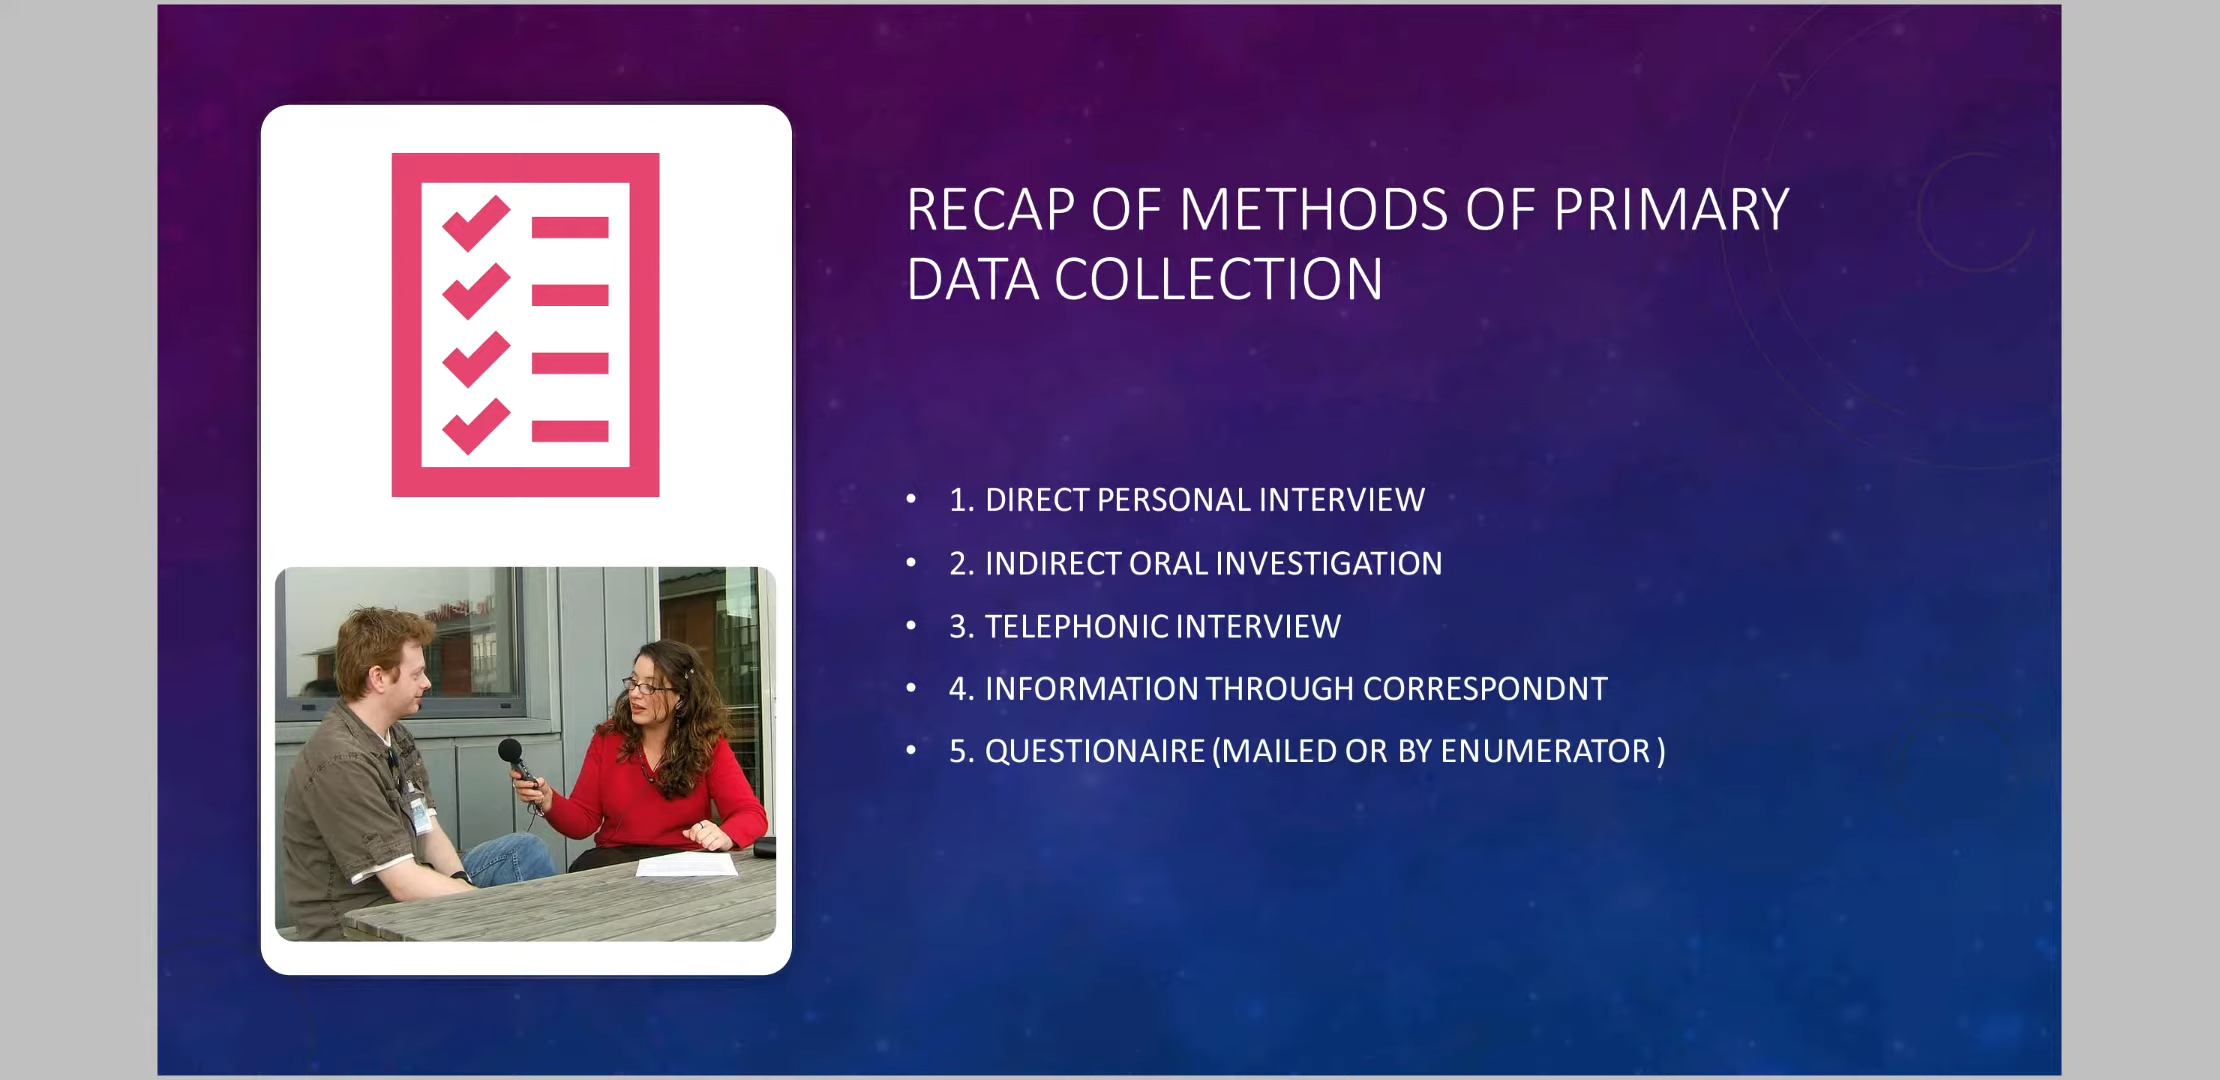 RECAP OF METHODS OF PRIMARY
DATA COLLECTION
• 1. DIRECT PERSONAL INTERVIEW
• 2. INDIRECT ORAL INVESTIGATION
• 3. TELEPHONIC INTERVIEW
• 4. INFORMATION THROUGH CORRESPONDNT
• 5. QUESTIONAIRE (MAILED OR BY ENUMERATOR )